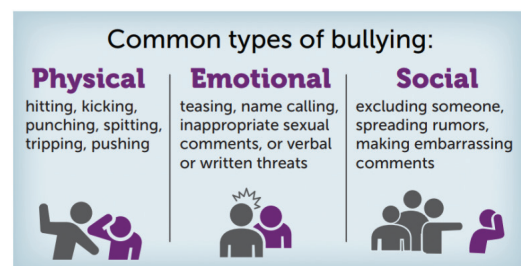 Common types of bullying:
Physical
hitting, kicking,
punching, spitting,
tripping, pushing
Emotional
teasing, name calling,
inappropriate sexual
comments, or verbal
or written threats
Social
excluding someone,
spreading rumors,
making embarrassing
comments